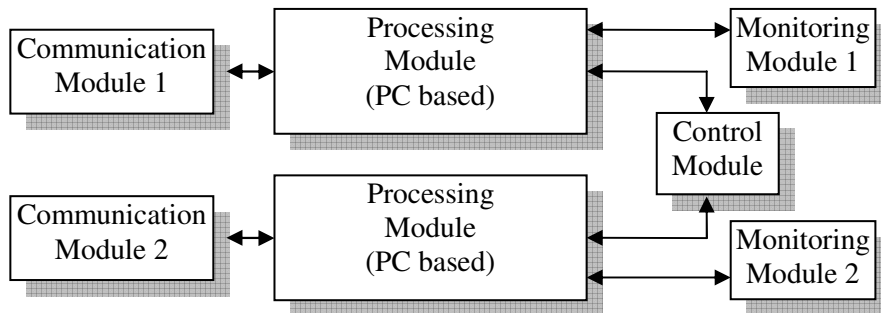 Communication
Module 1
Processing
Module
(PC based)
Monitoring
Module 1
Control
Module
Communication
Module 2
Processing
Module
(PC based)
Monitoring
Module 2